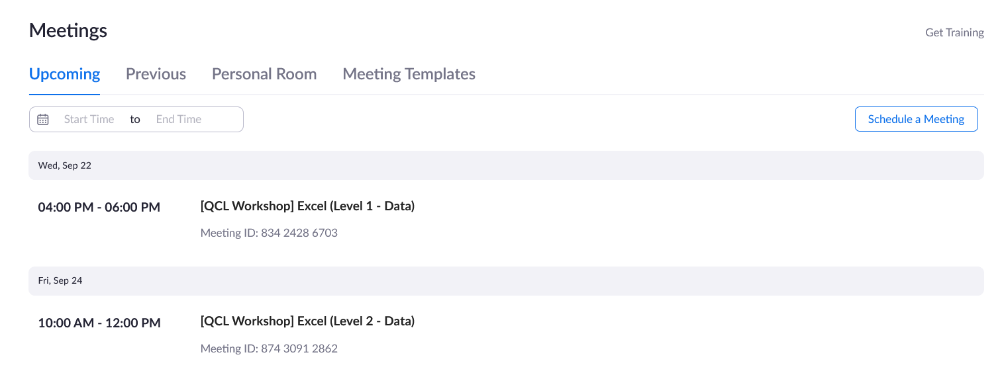 Meetings
Get Training
Upcoming Previous Personal Room Meeting Templates
Start Time to End Time
Schedule a Meeting
Wed, Sep 22
04:00 PM - 06:00 PM
[QCL Workshop] Excel (Level 1 - Data)
Meeting ID: 834 2428 6703
Fri, Sep 24
10:00 AM - 12:00 PM
[QCL Workshop] Excel (Level 2 - Data)
Meeting ID: 874 3091 2862